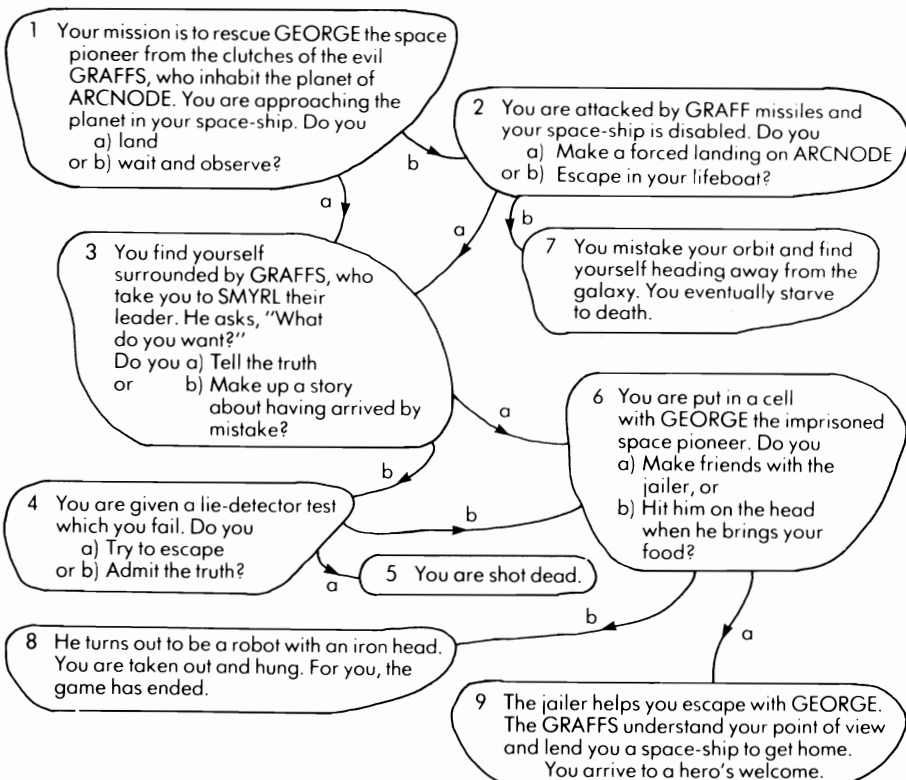 1 Your mission is to rescue GEORGE the space
pioneer from the clutches of the evil
GRAFFS, who inhabit the planet of
ARCNODE. You are approaching the
planet in your space-ship. Do you
a) land
or b) wait and observe?
b
a
2 You are attacked by GRAFF missiles and
your space-ship is disabled. Do you
a) Make a forced landing on ARCNODE
or b) Escape in your lifeboat?
a
b
3 You find yourself
surrounded by GRAFFS, who
take you to SMYRL their
leader. He asks, "What
do you want?"
Do you a) Tell the truth
or b) Make up a story
about having arrived by
mistake?
a
b
7 You mistake your orbit and find
yourself heading away from the
galaxy. You eventually starve
to death.
6 You are put in a cell
with GEORGE the imprisoned
space pioneer. Do you
a) Make friends with the
jailer, or
b) Hit him on the head
when he brings your
food?
4 You are given a lie-detector test
which you fail. Do you
a) Try to escape
or b) Admit the truth?
b
a
5 You are shot dead.
b
a
8 He turns out to be a robot with an iron head.
You are taken out and hung. For you, the
game has ended.
9 The jailer helps you escape with GEORGE.
The GRAFFS understand your point of view
and lend you a space-ship to get home.
You arrive to a hero's welcome.